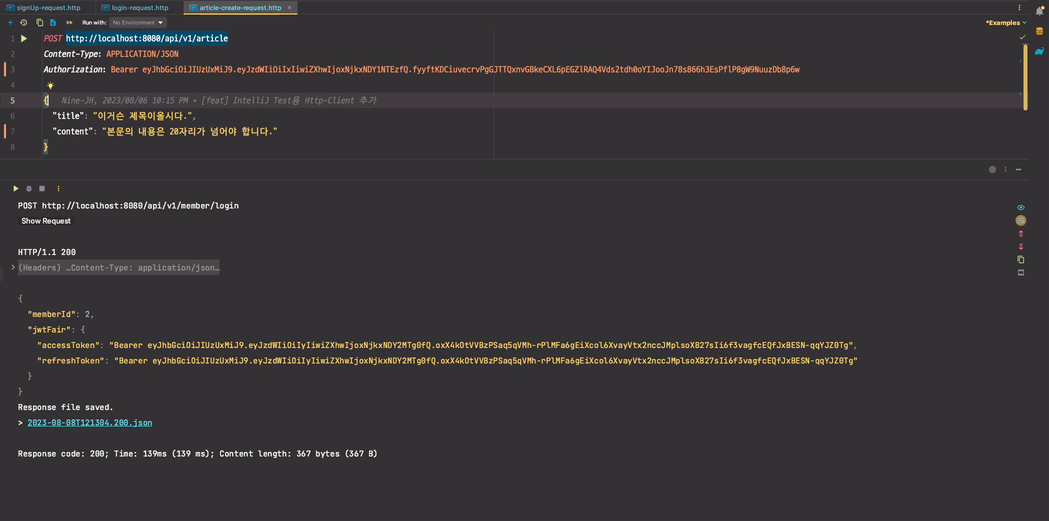 signUp-request.http login-request.http article-create-request.http
Run with: No Environment *Examples
1 POST http://localhost:8080/api/v1/article
2 Content-Type: APPLICATION/JSON
3 Authorization: Bearer eyJhbGciOiJIUzUxMiJ9.eyJzdWIiOiIxIiwiZXhwIjoxNjkxNDY1NTEzfQ.fyyftKDCiuvecrvPgGJTTQxnvGBkeCXL6pEGZlRAQ4Vds2tdh0oYIJooJn78s866h3EsPflP8gW9NuuzDb8p6w
4
5 { Nine-JH, 2023/08/06 10:15 PM • [feat] IntelliJ Test용 Http-Client 추가
6 "title": "이거슨 제목이올시다.",
7 "content": "본문의 내용은 20자리가 넘어야 합니다."
8 }
POST http://localhost:8080/api/v1/member/login
Show Request
HTTP/1.1 200
(Headers) …Content-Type: application/json…
{
"memberId": 2,
"jwtFair": {
"accessToken": "Bearer eyJhbGciOiJIUzUxMiJ9.eyJzdWIiOiIyIiwiZXhwIjoxNjkxNDY2MTg0fQ.oxX4kOtVVBzPSaq5qVMh-rPlMFa6gEiXcol6XvayVtx2nccJMplsoXB27sIi6f3vagfcEQfJxBESN-qqYJZ0Tg",
"refreshToken": "Bearer eyJhbGciOiJIUzUxMiJ9.eyJzdWIiOiIyIiwiZXhwIjoxNjkxNDY2MTg0fQ.oxX4kOtVVBzPSaq5qVMh-rPlMFa6gEiXcol6XvayVtx2nccJMplsoXB27sIi6f3vagfcEQfJxBESN-qqYJZ0Tg"
}
}
Response file saved.
> 2023-08-08T121304.200.json
Response code: 200; Time: 139ms (139 ms); Content length: 367 bytes (367 B)